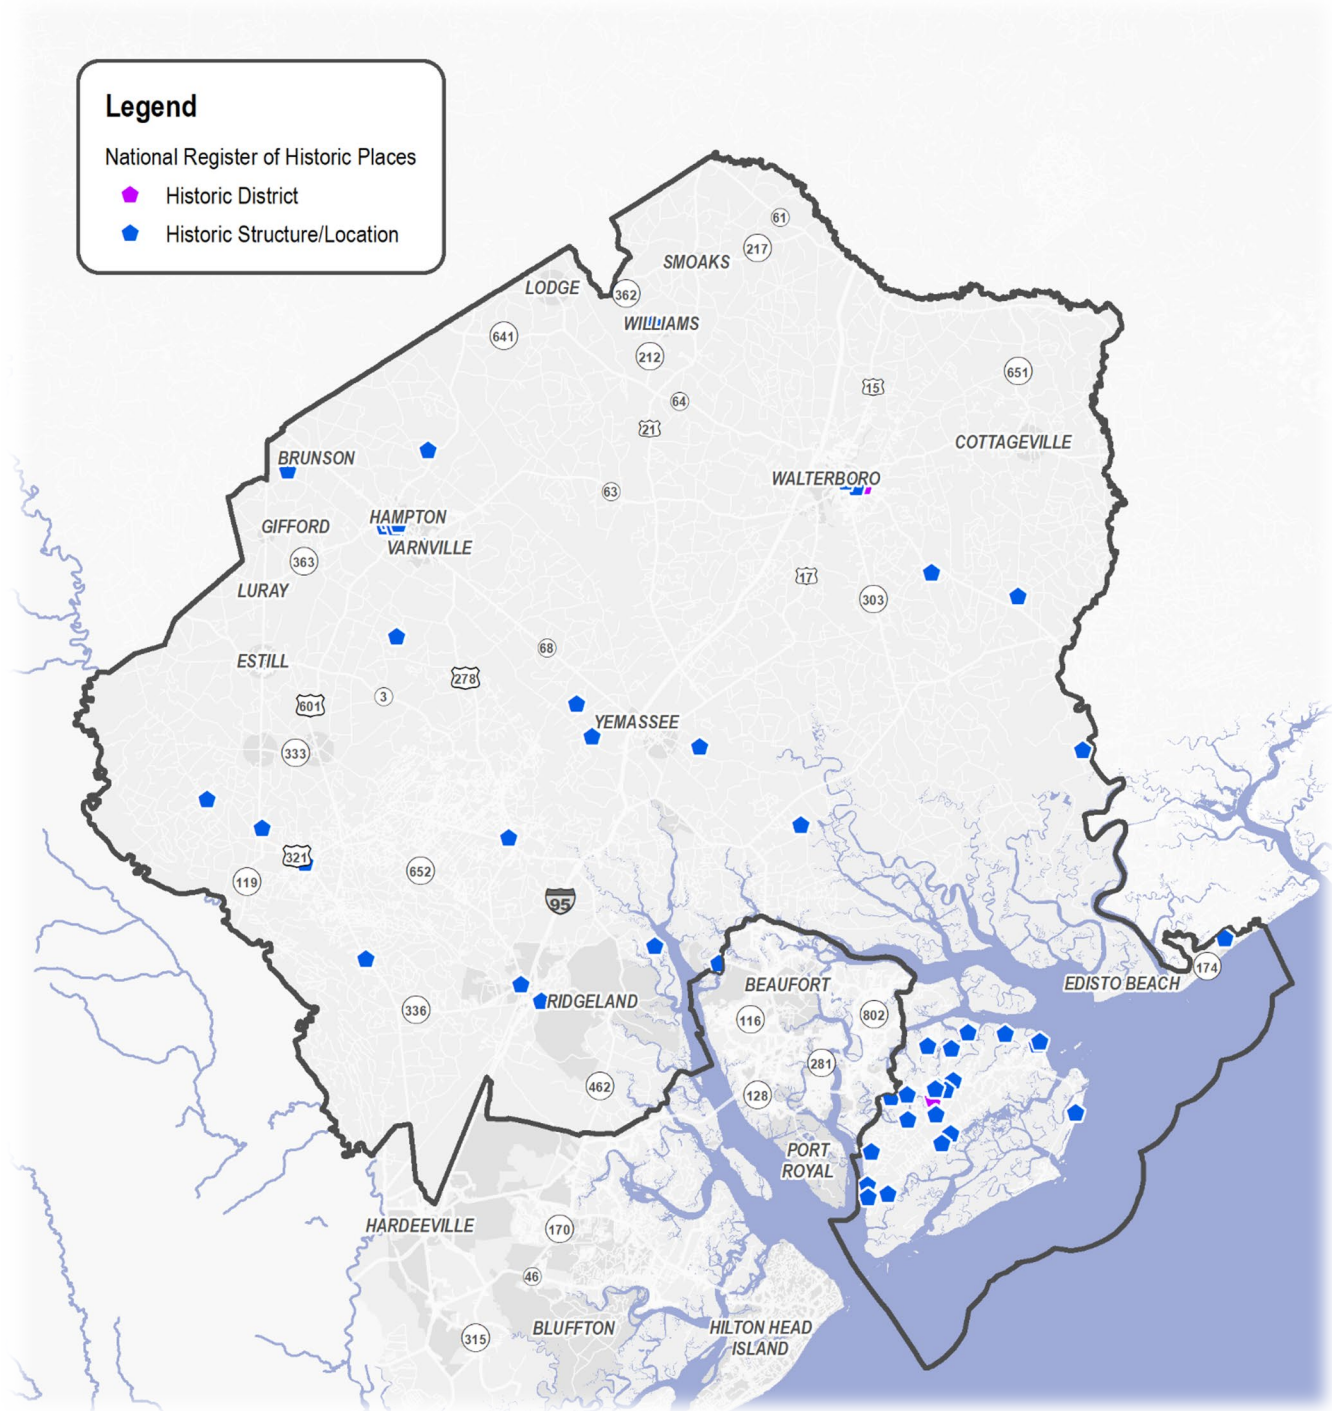 Legend
National Register of Historic Places
Historic District
Historic Structure/Location
61
217
SMOAKS
LODGE
362
WILLIAMS
641
212
651
15
64
21
COTTAGEVILLE
BRUNSON
WALTERBORO
63
HAMPTON
GIFFORD
VARNVILLE
363
17
LURAY
303
68
ESTILL
278
3
601
YEMASSEE
333
321
652
119
95
174
EDISTO BEACH
BEAUFORT
RIDGELAND
336
116
802
281
462
128
PORT
ROYAL
HARDEEVILLE
170
46
BLUFFTON
HILTON HEAD
ISLAND
315